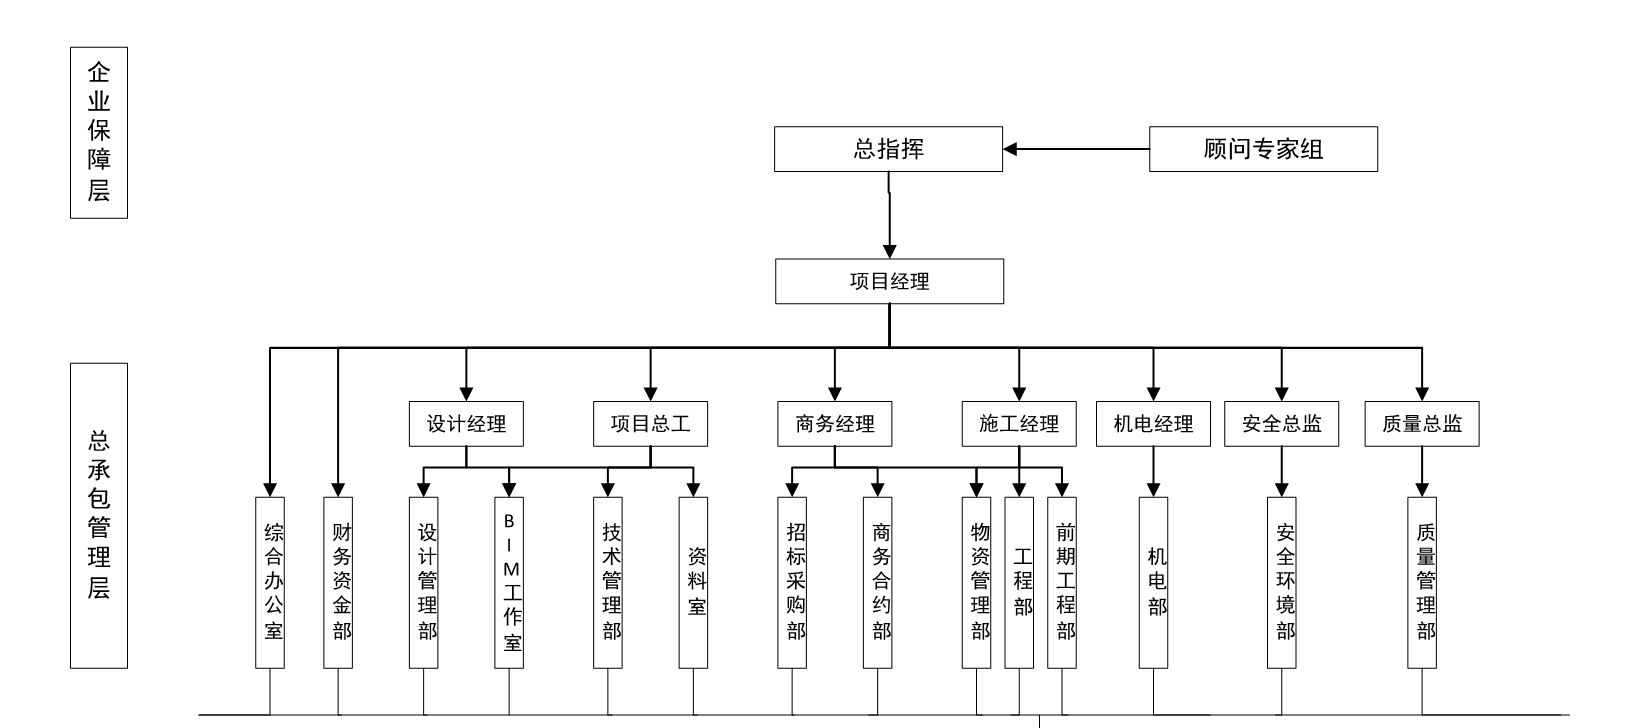 企业保障层
总指挥
顾问专家组
项目经理
总承包管理层
设计经理
项目总工
商务经理
施工经理
机电经理
安全总监
质量总监
综合办公室
财务资金部
设计管理部
BIM工作室
技术管理部
资料室
招标采购部
商务合约部
物资管理部
工程部
前期工程部
机电部
安全环境部
质量管理部